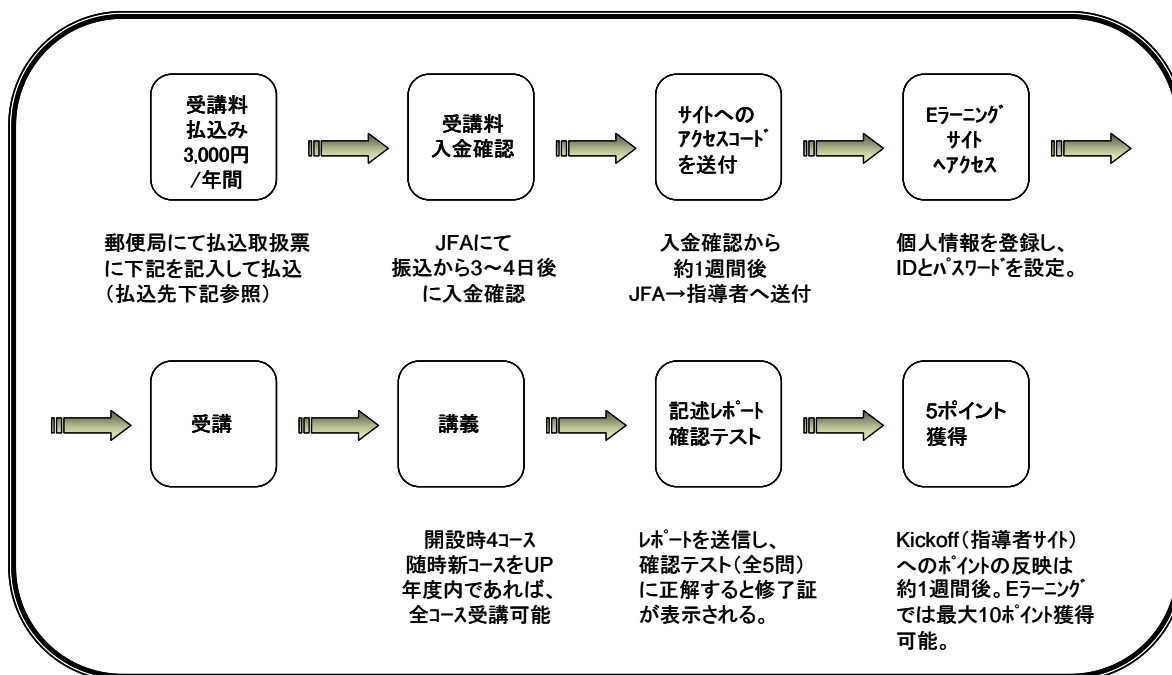 受講料
払込み
3,000円
/年間
受講料
入金確認
サイトへの
アクセスコード
を送付
Eラーニング
サイト
へアクセス
郵便局にて払込取扱票
に下記を記入して払込
(払込先下記参照)
JFAにて
振込から3~4日後
に入金確認
入金確認から
約1週間後
JFA→指導者へ送付
個人情報を登録し、
IDとパスワードを設定。
受講
講義
記述レポート
確認テスト
5ポイント
獲得
開設時4コース
随時新コースをUP
年度内であれば、
全コース受講可能
レポートを送信し、
確認テスト(全5問)
に正解すると修了証
が表示される。
Kickoff(指導者サイト)
へのポイントの反映は
約1週間後。Eラーニング
では最大10ポイント獲得
可能。